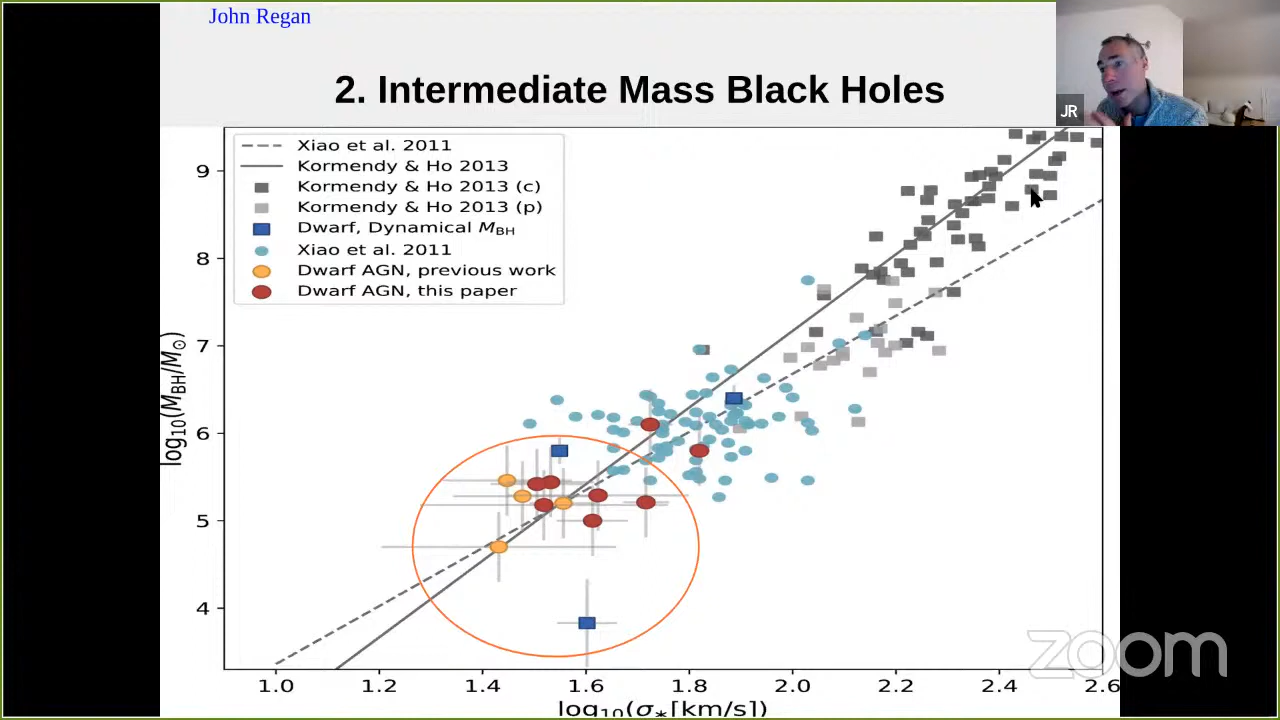 John Regan
2. Intermediate Mass Black Holes
JR
Xiao et al. 2011
Kormendy & Ho 2013
Kormendy & Ho 2013 (c)
Kormendy & Ho 2013 (p)
Dwarf, Dynamical M_BH
Xiao et al. 2011
Dwarf AGN, previous work
Dwarf AGN, this paper
9
8
7
6
5
4
log₁₀(M_BH/M_⊙)
1.0 1.2 1.4 1.6 1.8 2.0 2.2 2.4 2.6
log₁₀(σ_*[km/s])
zoom